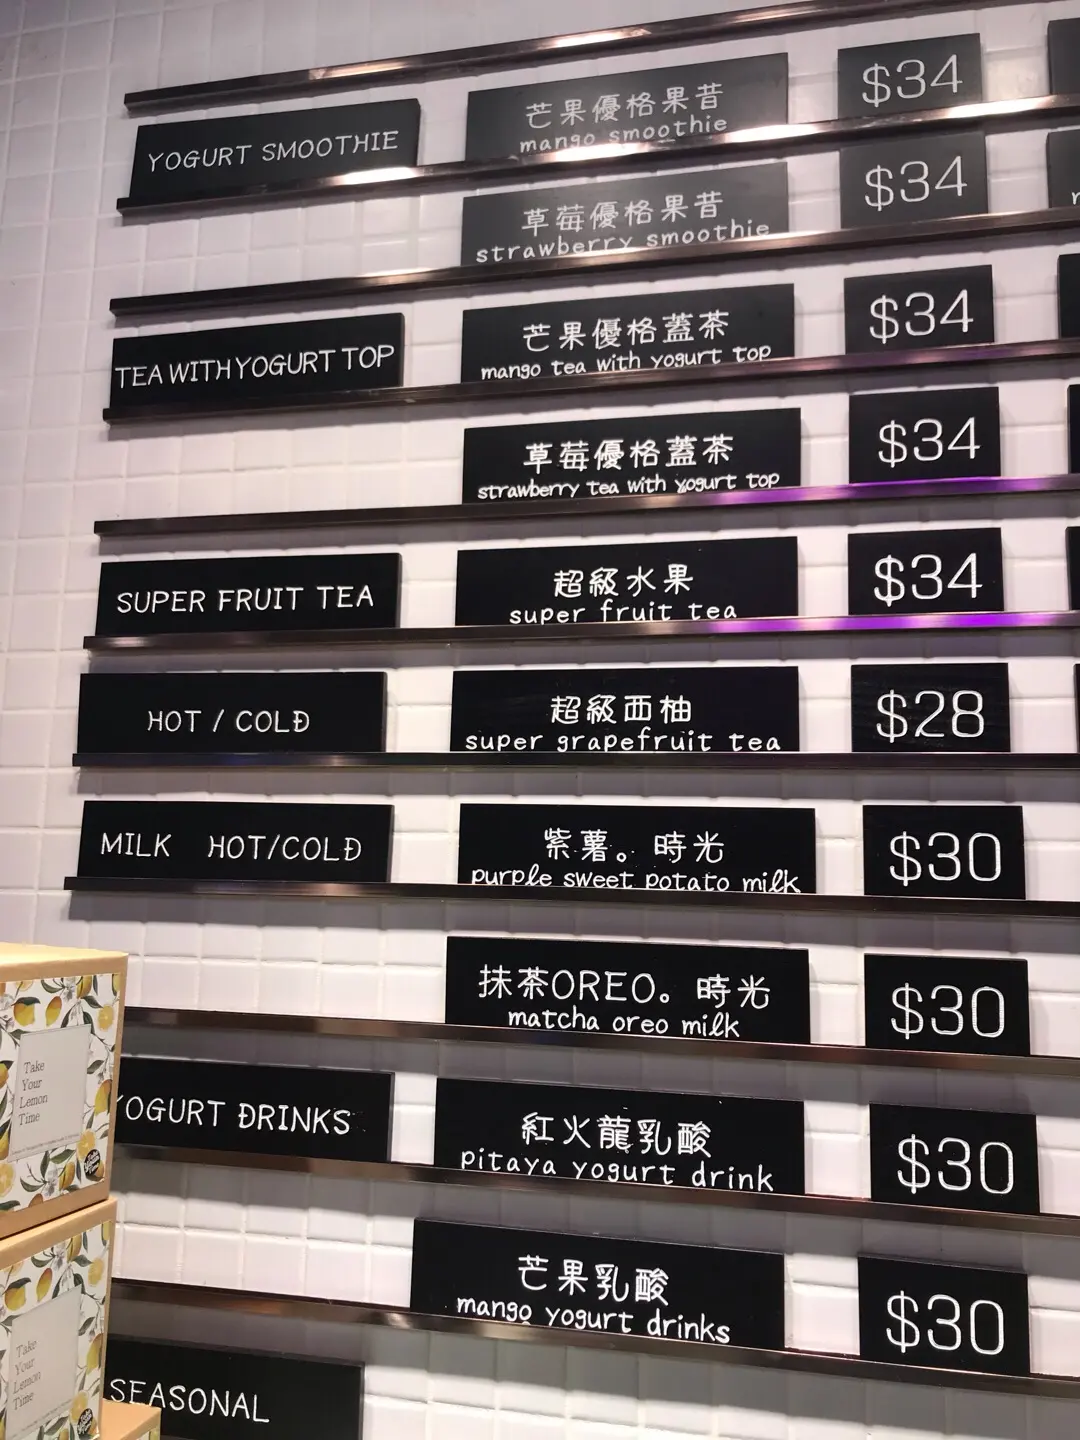 YOGURT SMOOTHIE
芒果優格果昔
mango smoothie
$34
草莓優格果昔
strawberry smoothie
$34
TEA WITH YOGURT TOP
芒果優格蓋茶
mango tea with yogurt top
$34
草莓優格蓋茶
strawberry tea with yogurt top
$34
SUPER FRUIT TEA
超級水果
super fruit tea
$34
HOT / COLD
超級西柚
super grapefruit tea
$28
MILK HOT/COLD
紫薯。時光
purple sweet potato milk
$30
抹茶OREO。時光
matcha oreo milk
$30
YOGURT DRINKS
紅火龍乳酸
pitaya yogurt drink
$30
芒果乳酸
mango yogurt drinks
$30
SEASONAL
Take
Your
Lemon
Time
Take
Your
Lemon
Time